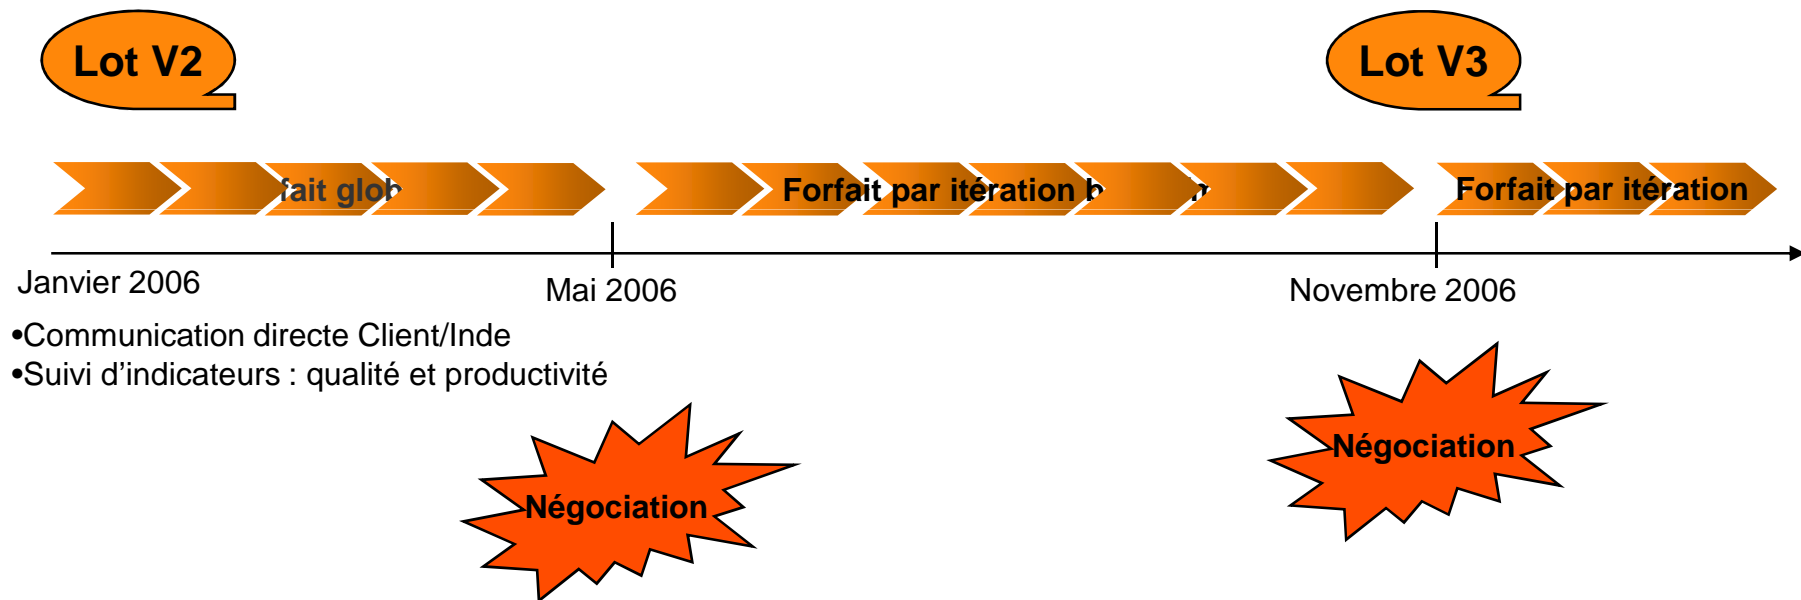 Lot V2
Lot V3
fait glob
Forfait par itération b
Forfait par itération
Janvier 2006
Mai 2006
Novembre 2006
•Communication directe Client/Inde
•Suivi d’indicateurs : qualité et productivité
Négociation
Négociation